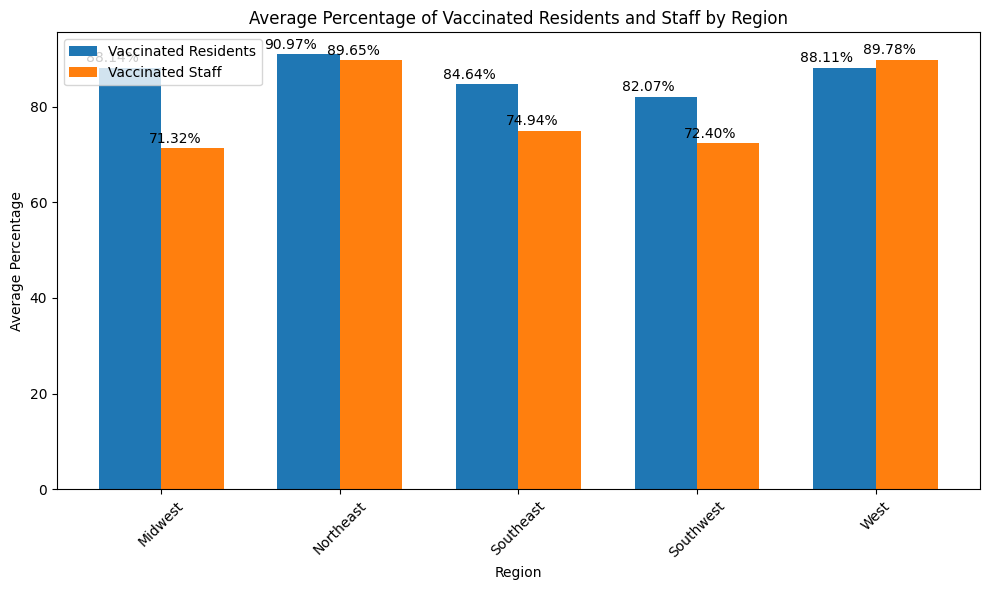 Average Percentage of Vaccinated Residents and Staff by Region
Vaccinated Residents
Vaccinated Staff
88.14%
71.32%
90.97%
89.65%
84.64%
74.94%
82.07%
72.40%
88.11%
89.78%
Average Percentage
80
60
40
20
0
Midwest
Northeast
Southeast
Southwest
West
Region